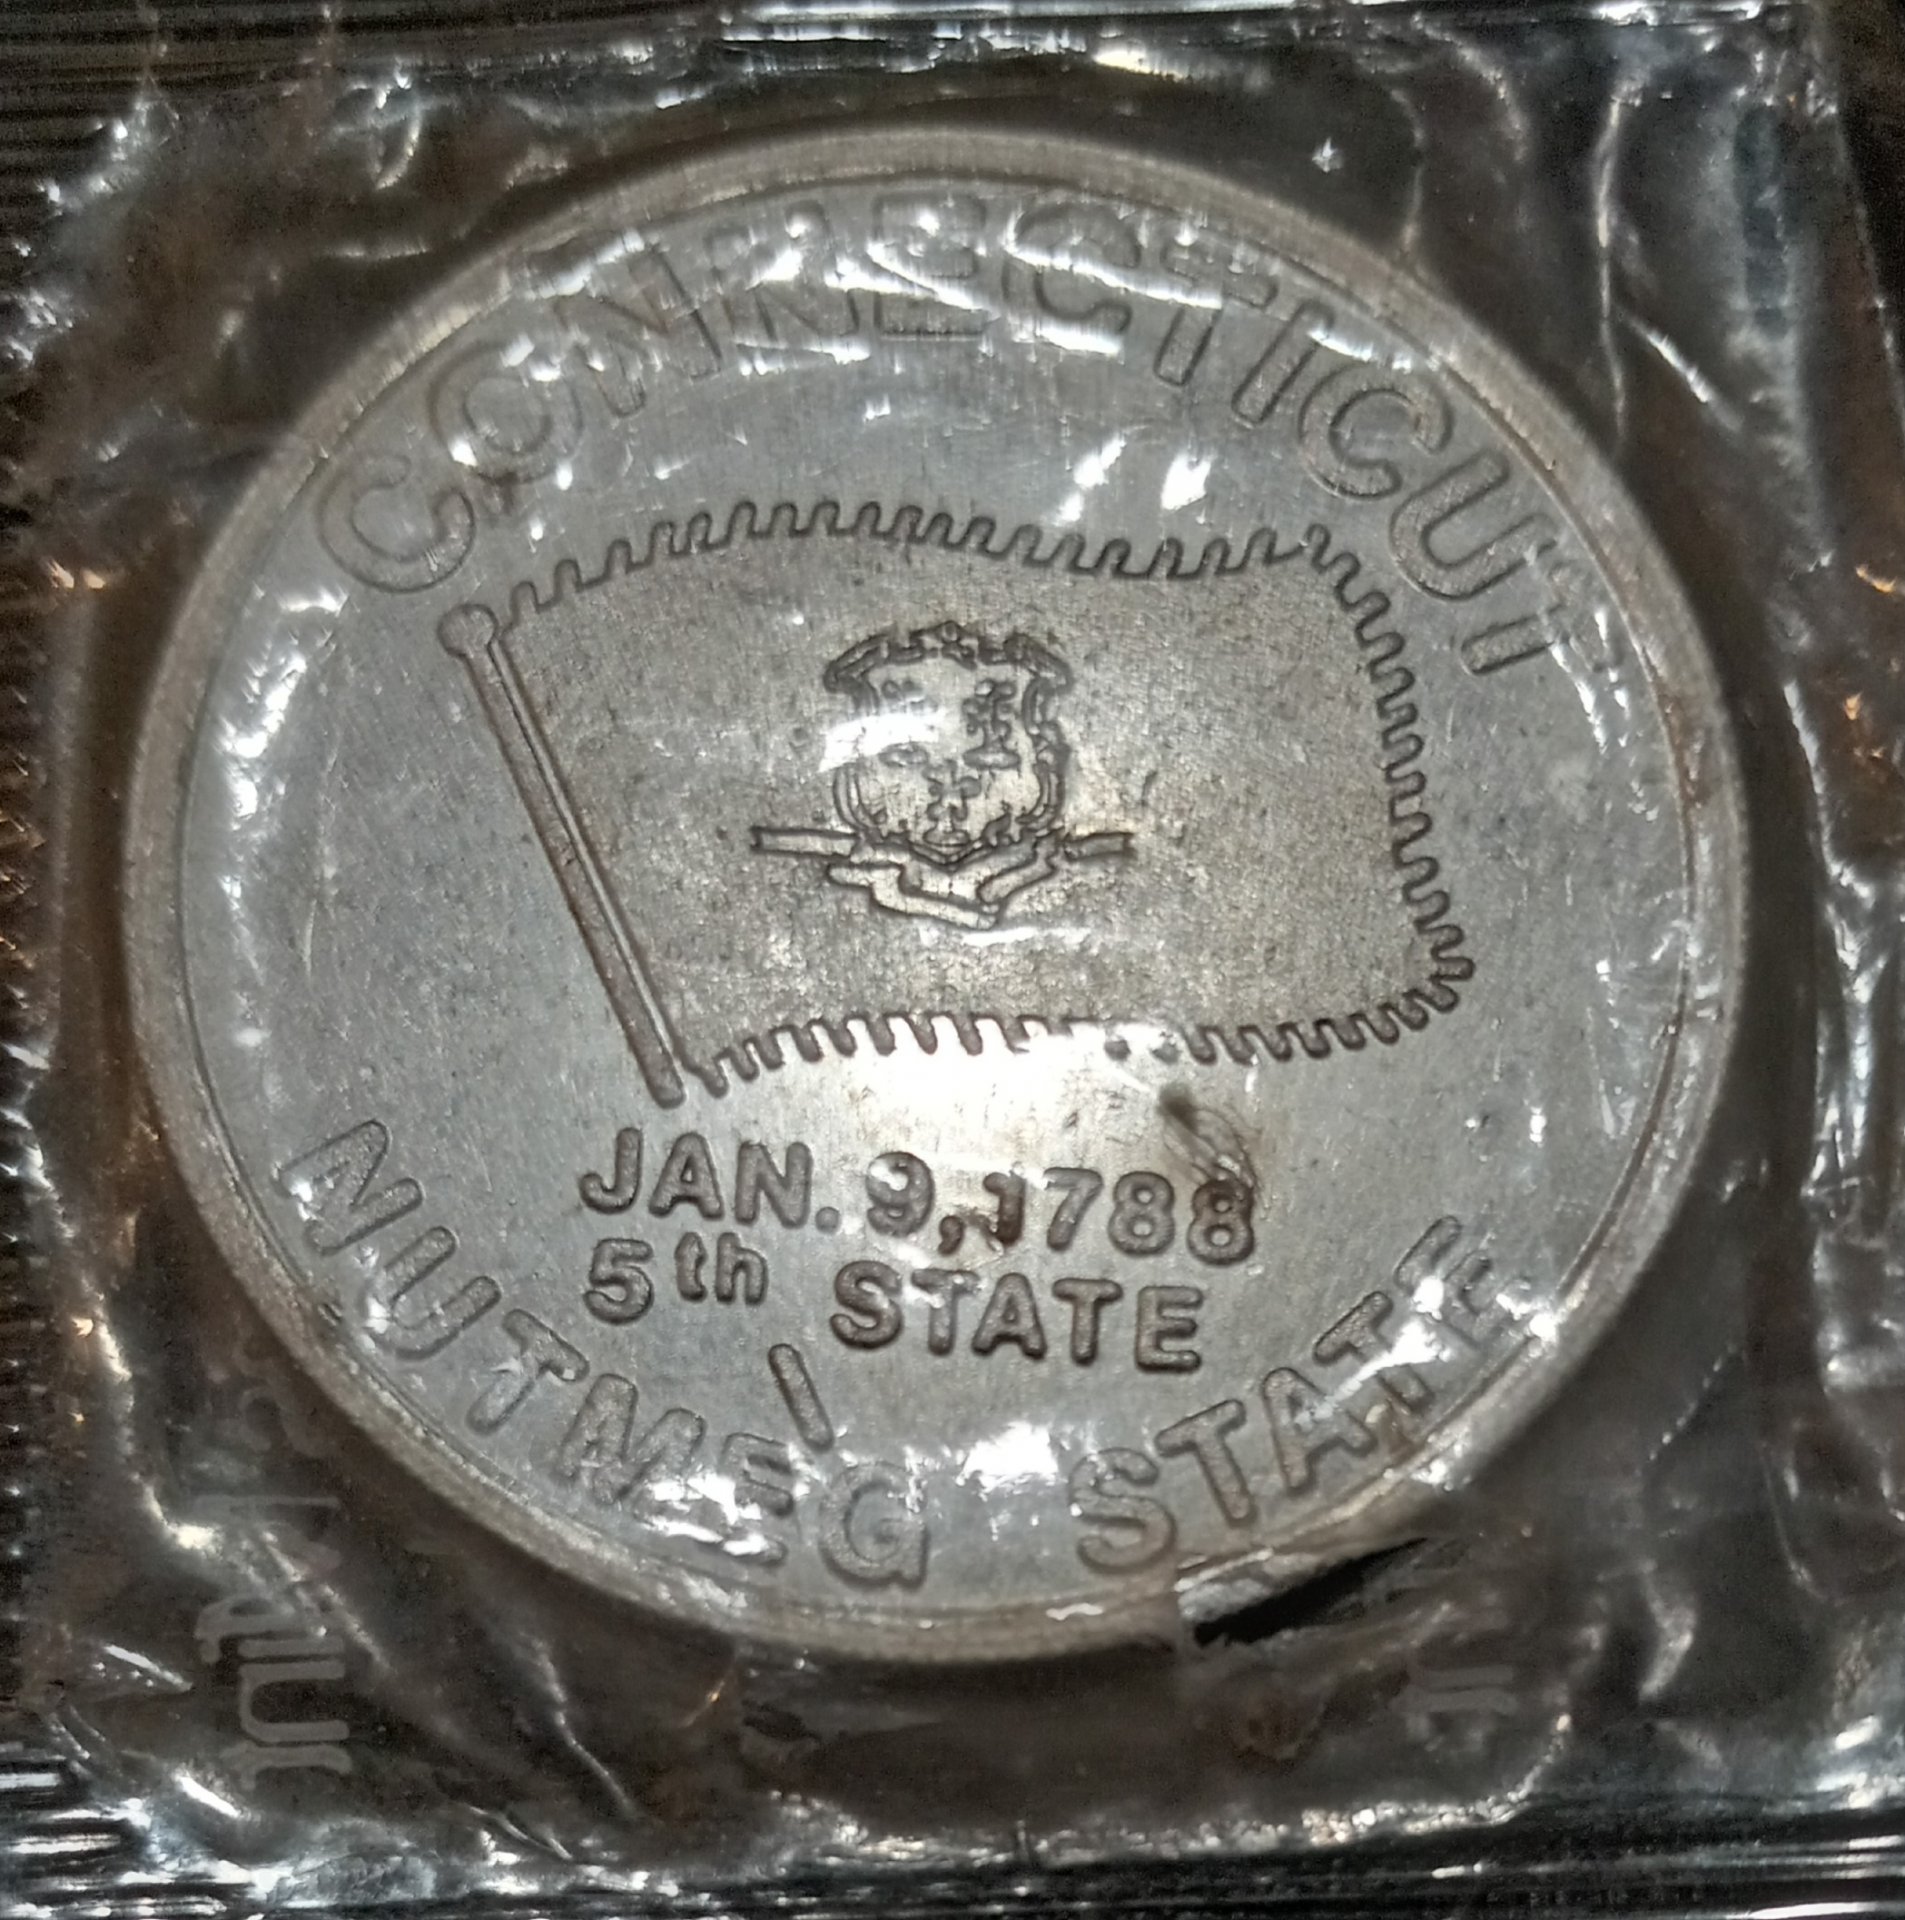 CONNECTICUT
JAN. 9, 1788
5th STATE
NUTMEG STATE